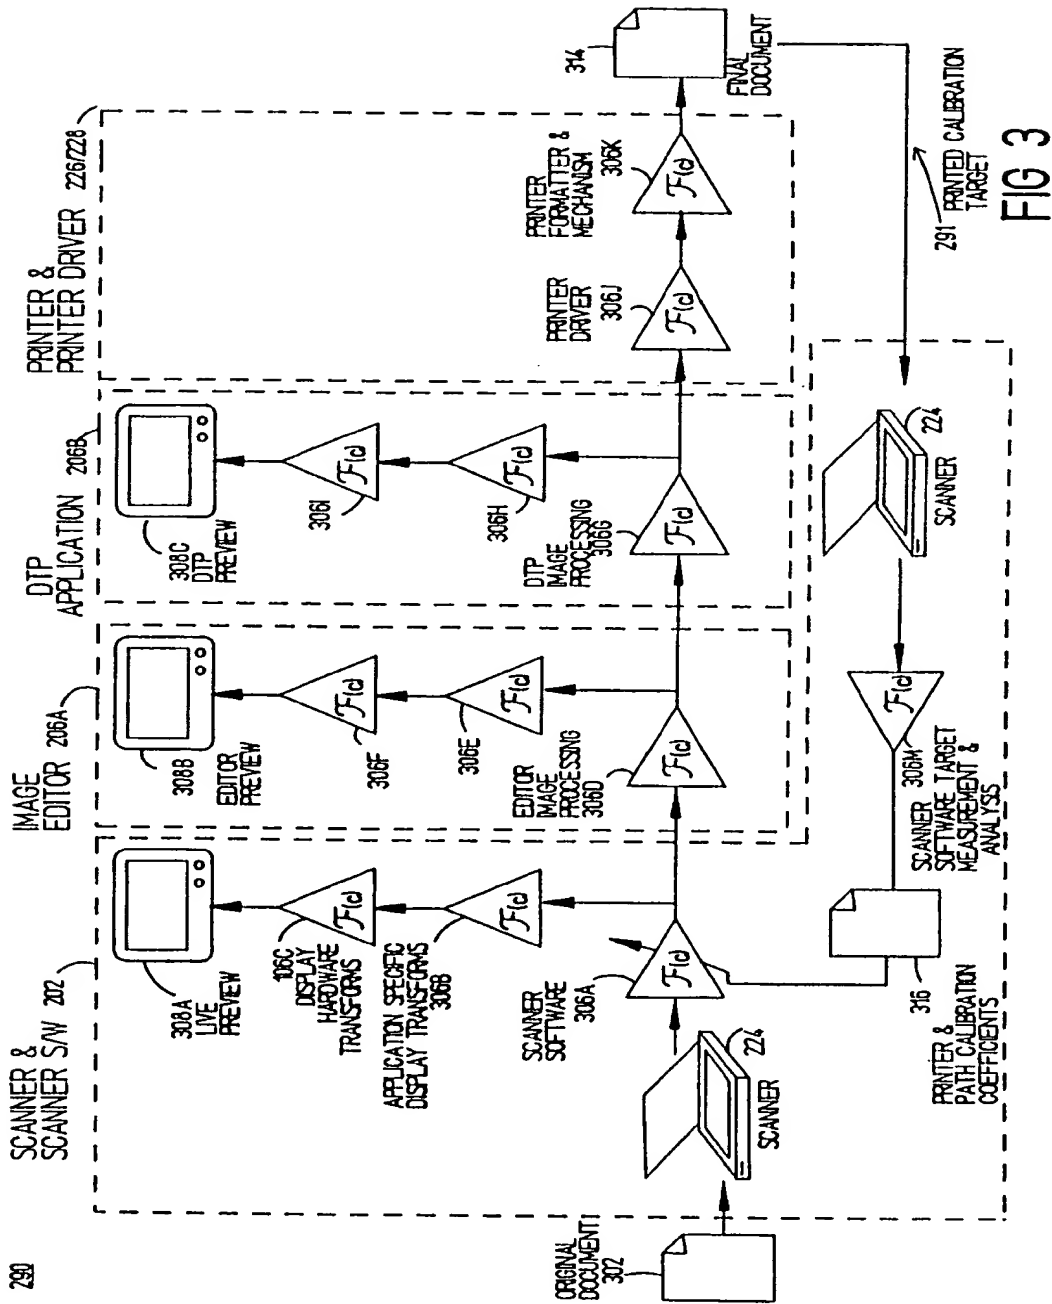 290
SCANNER &
SCANNER S/W 202
IMAGE
EDITOR 206A
DTP
APPLICATION 206B
PRINTER &
PRINTER DRIVER 226/228
308A
LIVE
PREVIEW
308B
EDITOR
PREVIEW
308C
DTP
PREVIEW
106C
DISPLAY
HARDWARE
TRANSFORMS
F(c)
306F
F(c)
306I
F(c)
APPLICATION SPECIFIC
DISPLAY TRANSFORMS
306B
F(c)
306E
F(c)
306H
F(c)
SCANNER
SOFTWARE
306A
F(c)
EDITOR
IMAGE
PROCESSING
306D
F(c)
DTP
IMAGE
PROCESSING
306G
F(c)
PRINTER
DRIVER
306J
F(c)
PRINTER
FORMATTER &
MECHANISM
306K
F(c)
314
FINAL
DOCUMENT
ORIGINAL
DOCUMENT
302
224
SCANNER
291
PRINTED CALIBRATION
TARGET
224
SCANNER
F(c)
306M
SCANNER
SOFTWARE TARGET
MEASUREMENT &
ANALYSIS
316
PRINTER &
PATH CALIBRATION
COEFFICIENTS
FIG 3